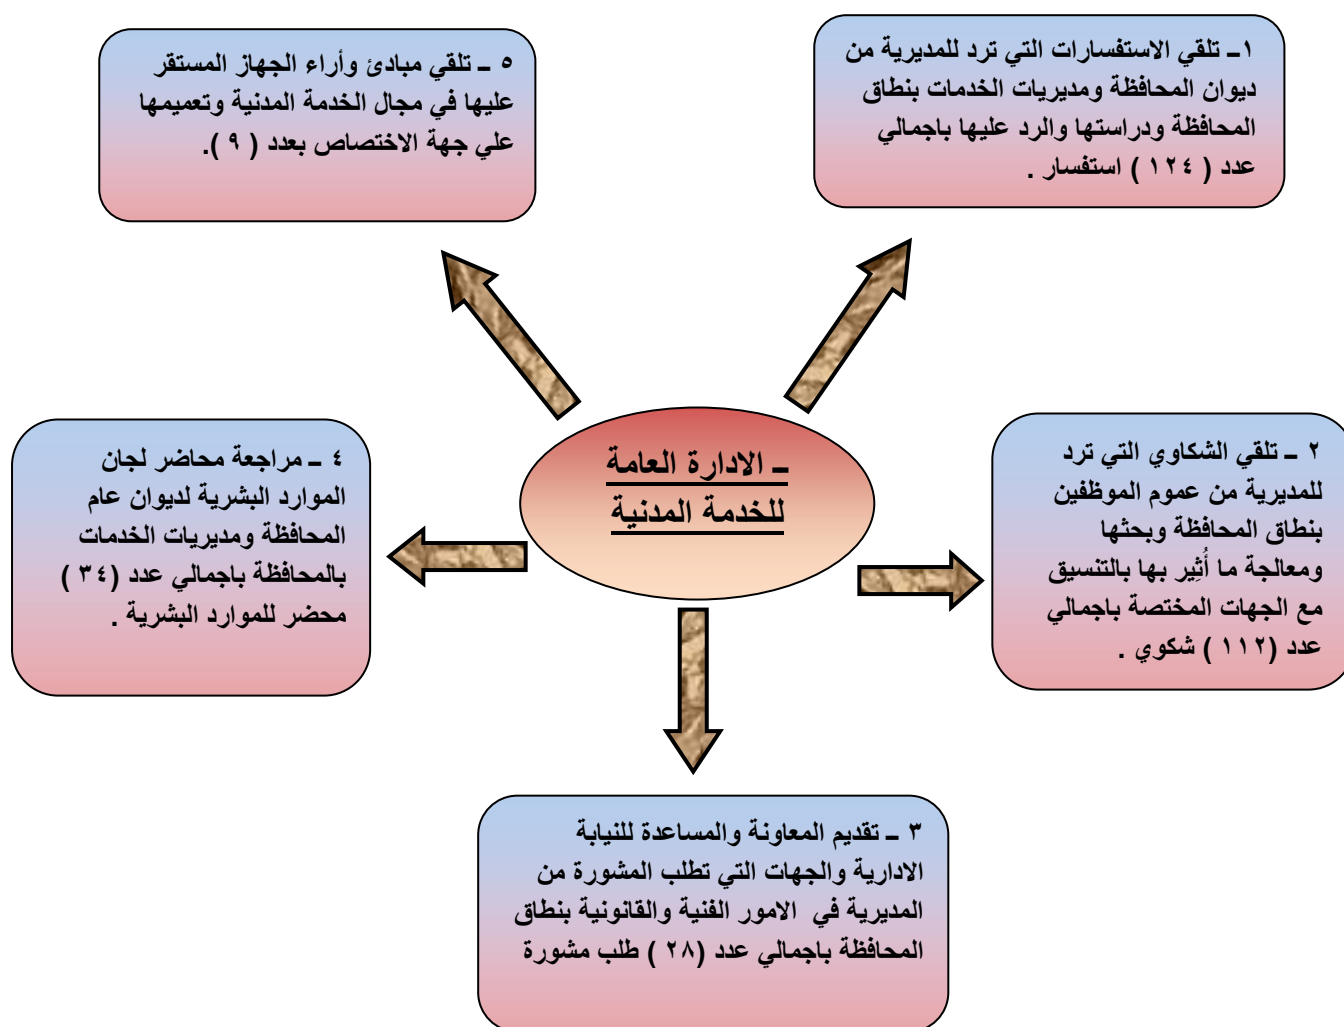 ـ الادارة العامة
للخدمة المدنية
١ـ تلقي الاستفسارات التي ترد للمديرية من
ديوان المحافظة ومديريات الخدمات بنطاق
المحافظة ودراستها والرد عليها باجمالي
عدد ( ١٢٤ ) استفسار .
٢ ـ تلقي الشكاوي التي ترد
للمديرية من عموم الموظفين
بنطاق المحافظة وبحثها
ومعالجة ما أُثِير بها بالتنسيق
مع الجهات المختصة باجمالي
عدد (١١٢ ) شكوي .
٣ ـ تقديم المعاونة والمساعدة للنيابة
الادارية والجهات التي تطلب المشورة من
المديرية في الامور الفنية والقانونية بنطاق
المحافظة باجمالي عدد (٢٨ ) طلب مشورة
٤ ـ مراجعة محاضر لجان
الموارد البشرية لديوان عام
المحافظة ومديريات الخدمات
بالمحافظة باجمالي عدد (٣٤ )
محضر للموارد البشرية .
٥ ـ تلقي مبادئ وأراء الجهاز المستقر
عليها في مجال الخدمة المدنية وتعميمها
علي جهة الاختصاص بعدد ( ٩ ).